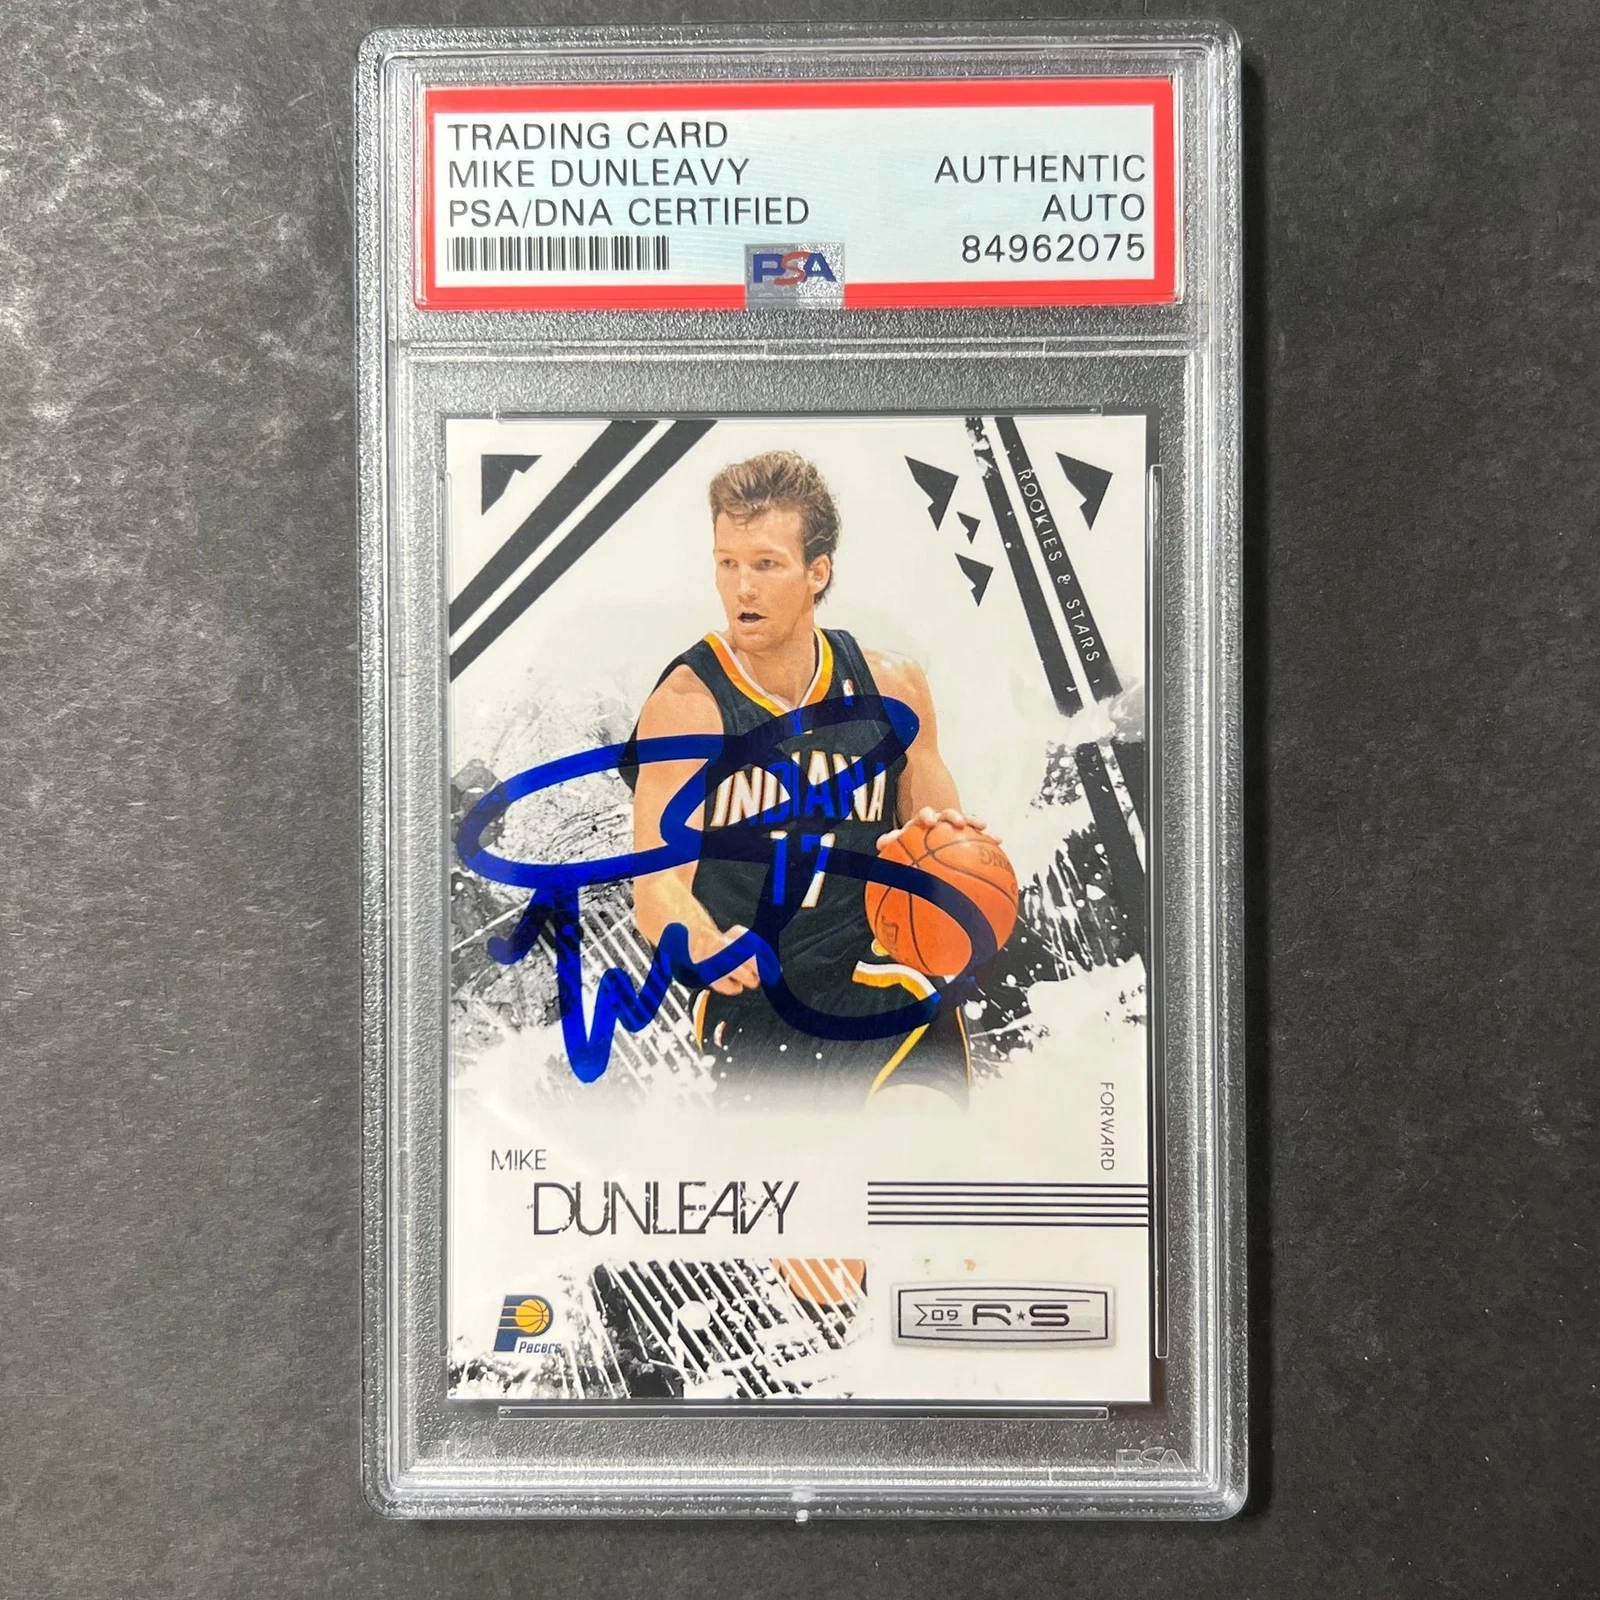 TRADING CARD
MIKE DUNLEAVY
PSA/DNA CERTIFIED
AUTHENTIC
AUTO
84962075
PSA
ROOKIES & STARS
INDIANA
17
FORWARD
MIKE
DUNLEAVY
Pacers
09 R★S
PSA